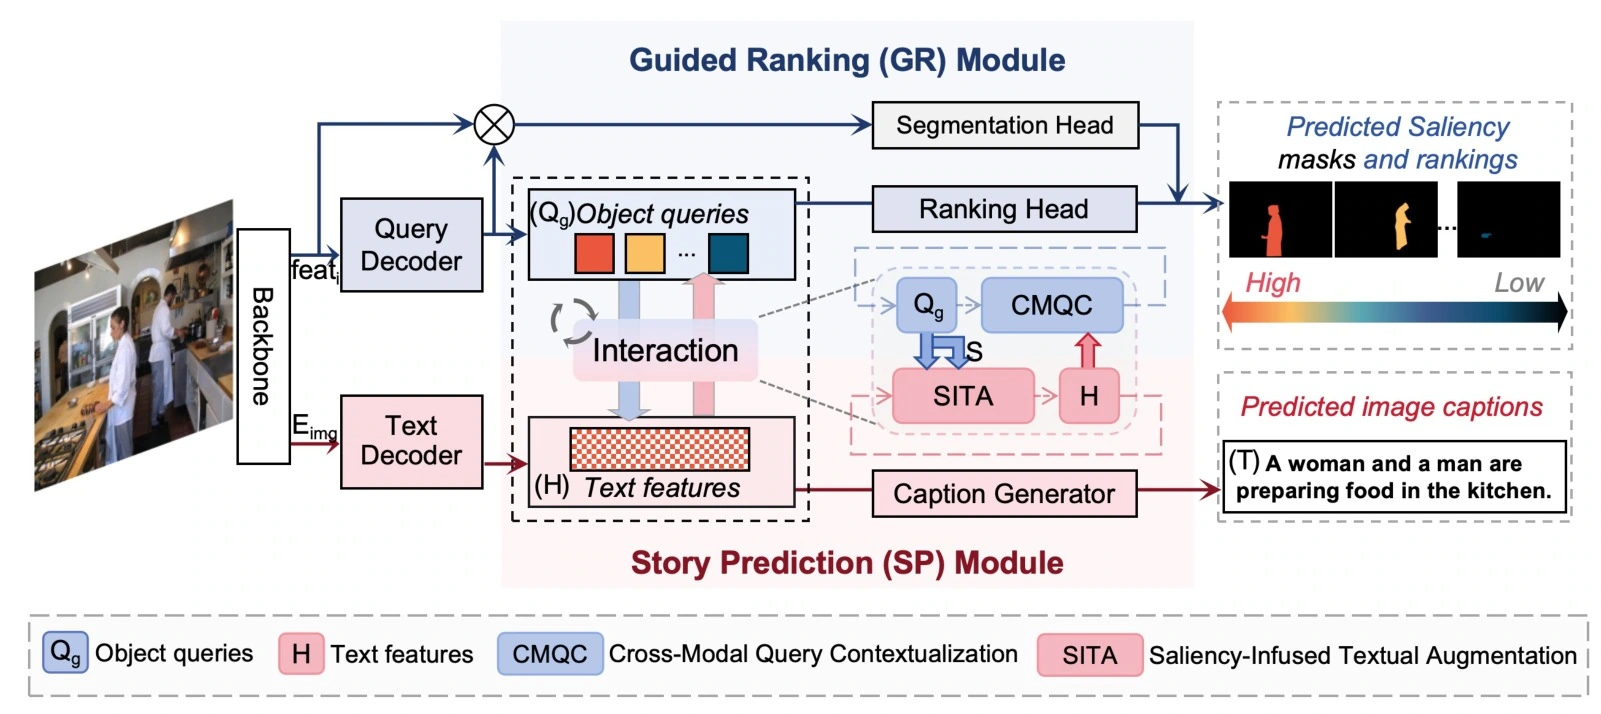 Guided Ranking (GR) Module
Segmentation Head
Predicted Saliency
masks and rankings
(Qg)Object queries
...
Ranking Head
Query
Decoder
feati
...
High
Low
Backbone
Qg
CMQC
Interaction
S
SITA
H
Eimg
Text
Decoder
Predicted image captions
(H) Text features
Caption Generator
(T) A woman and a man are
preparing food in the kitchen.
Story Prediction (SP) Module
Qg Object queries
H Text features
CMQC Cross-Modal Query Contextualization
SITA Saliency-Infused Textual Augmentation